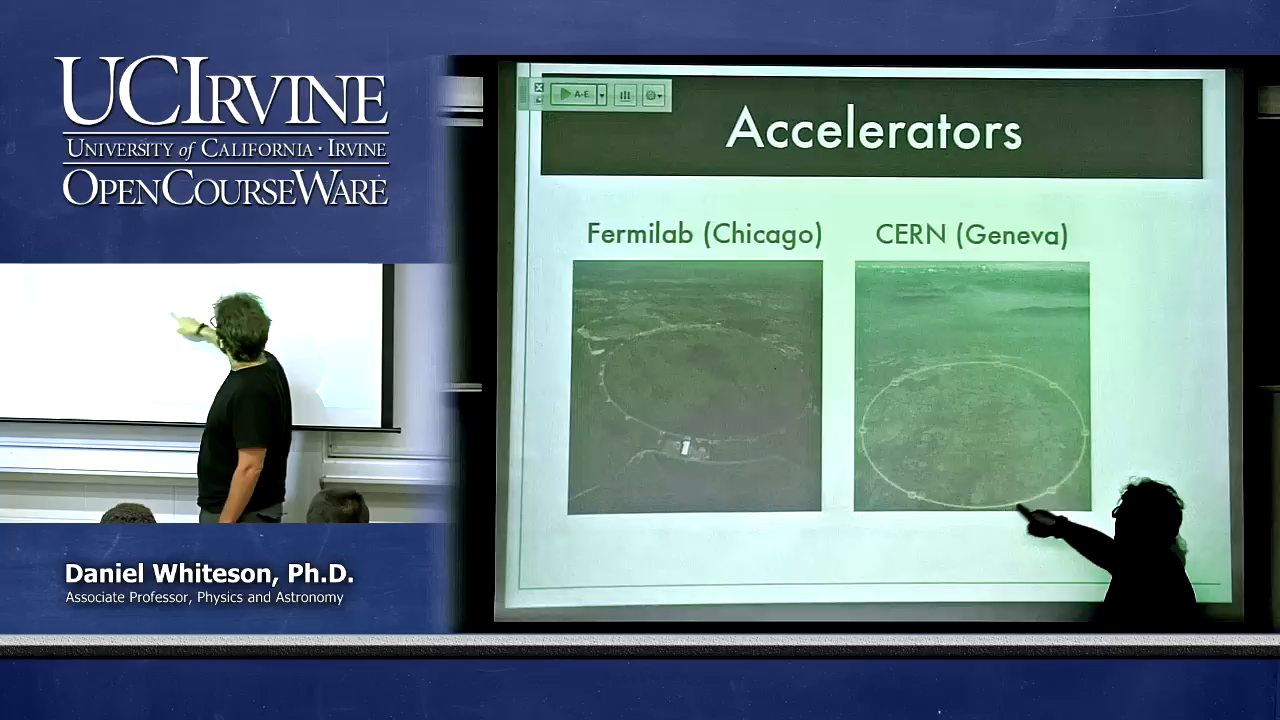 UCIRVINE
UNIVERSITY of CALIFORNIA · IRVINE
OPENCOURSEWARE
Daniel Whiteson, Ph.D.
Associate Professor, Physics and Astronomy
A-E
Accelerators
Fermilab (Chicago)
CERN (Geneva)